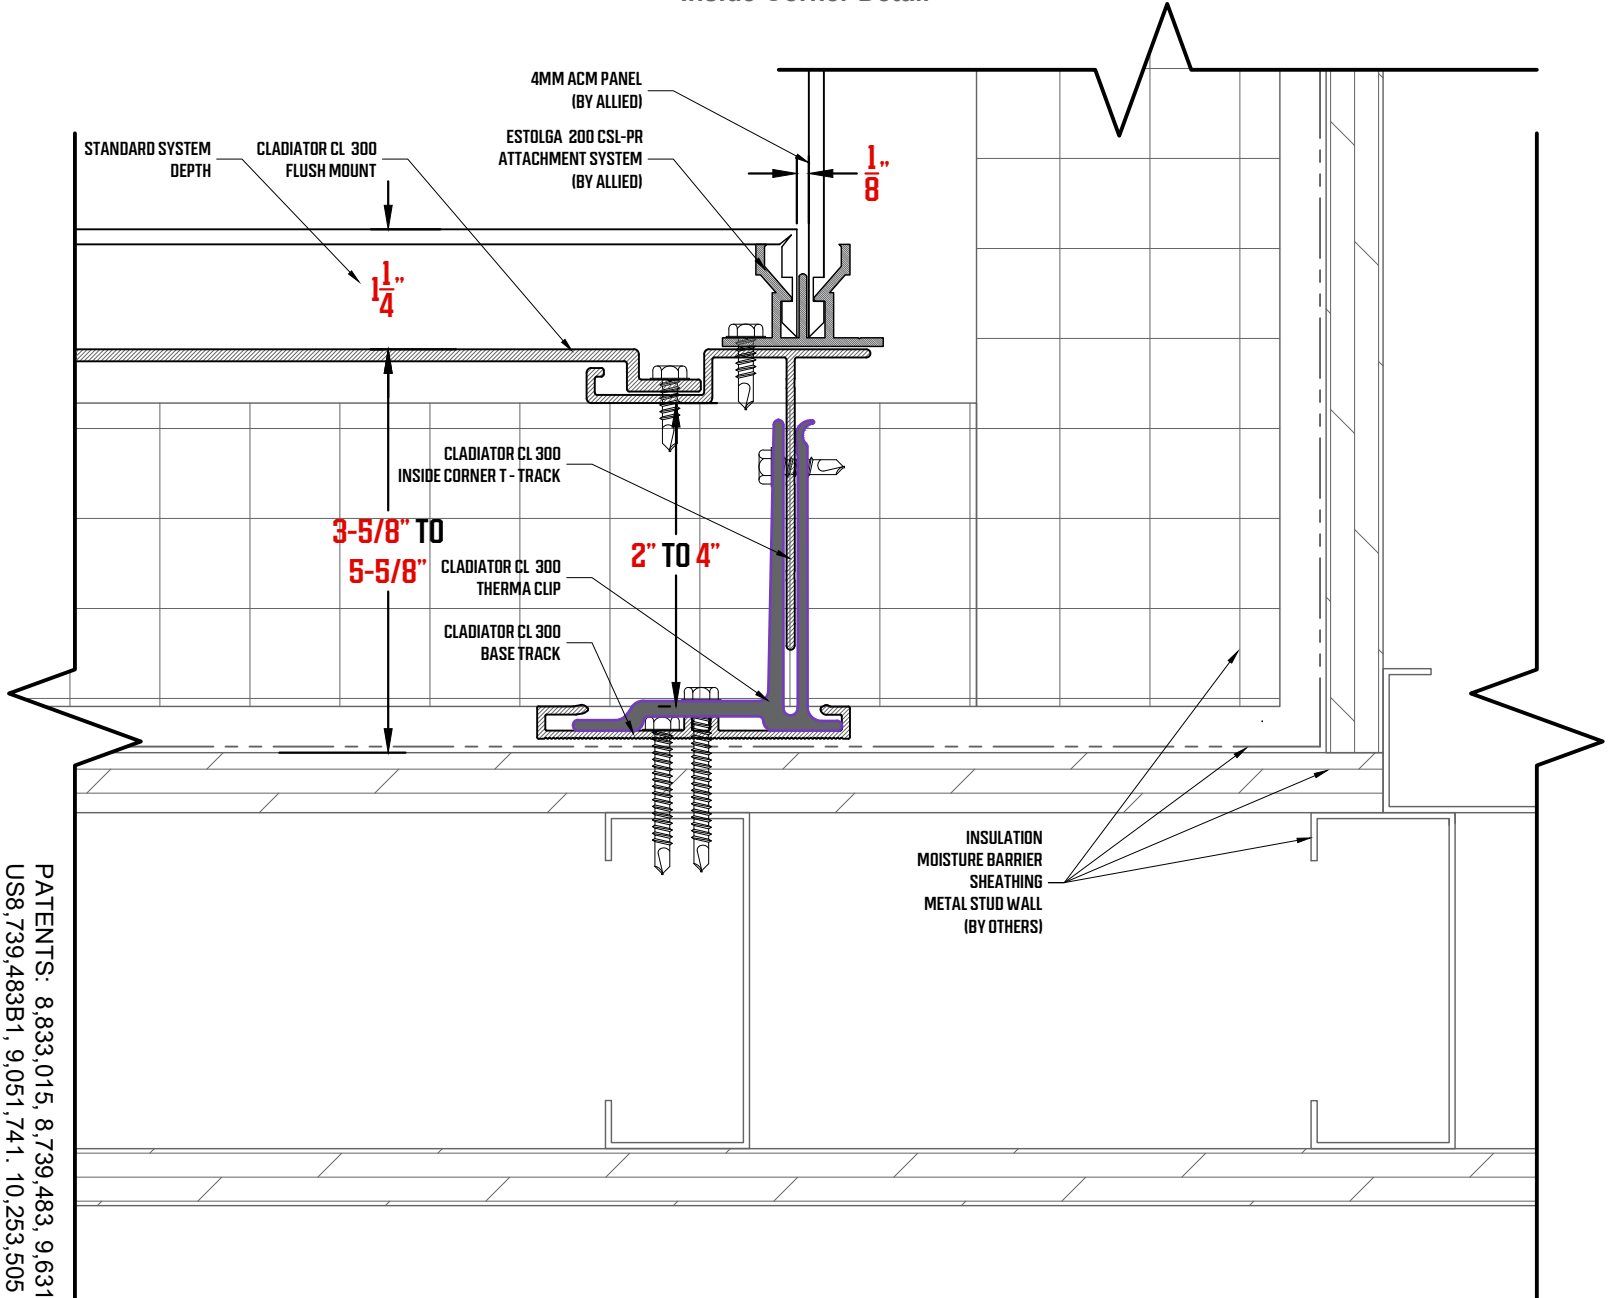 Inside Corner Detail
4MM ACM PANEL
(BY ALLIED)
ESTOLGA 200 CSL-PR
ATTACHMENT SYSTEM
(BY ALLIED)
STANDARD SYSTEM
DEPTH
CLADIATOR CL 300
FLUSH MOUNT
1/8"
1 1/4"
CLADIATOR CL 300
INSIDE CORNER T - TRACK
3-5/8" TO
5-5/8"
2" TO 4"
CLADIATOR CL 300
THERMA CLIP
CLADIATOR CL 300
BASE TRACK
INSULATION
MOISTURE BARRIER
SHEATHING
METAL STUD WALL
(BY OTHERS)
PATENTS: 8,833,015, 8,739,483, 9,631
US8,739,483B1, 9,051,741. 10,253,505